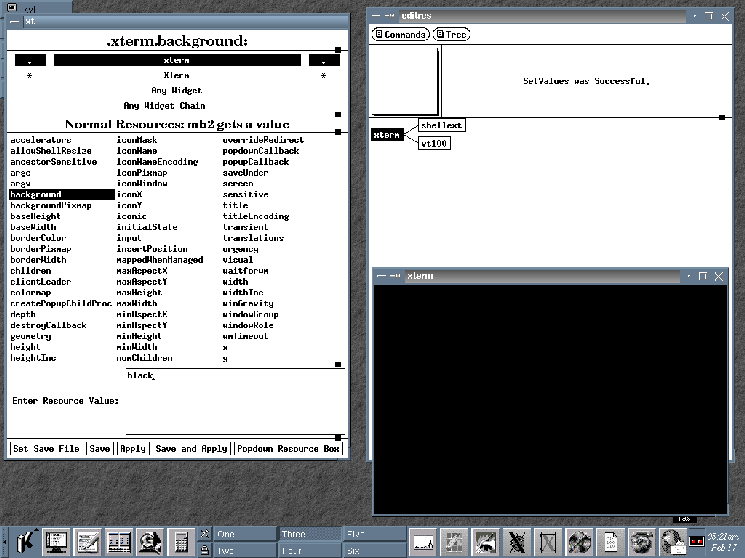 xt
.xterm.background:
. xterm .
* Xterm *
Any Widget
Any Widget Chain
Normal Resources: mb2 gets a value
accelerators iconMask overrideRedirect
allowShellResize iconName popdownCallback
ancestorSensitive iconNameEncoding popupCallback
argc iconPixmap saveUnder
argv iconWindow screen
background iconX sensitive
backgroundPixmap iconY title
baseHeight iconic titleEncoding
baseWidth initialState transient
borderColor input translations
borderPixmap insertPosition urgency
borderWidth mappedWhenManaged visual
children maxAspectX waitforwm
clientLeader maxAspectY width
colormap maxHeight widthInc
createPopupChildProc maxWidth winGravity
depth minAspectX windowGroup
destroyCallback minAspectY windowRole
geometry minHeight wmTimeout
height minWidth x
heightInc numChildren y
black
Enter Resource Value:
Set Save File Save Apply Save and Apply Popdown Resource Box
editres
Commands Tree
SetValues was Successful.
xterm
shellext
vt100
xterm
One Three Five
Two Four Six
Feb 17